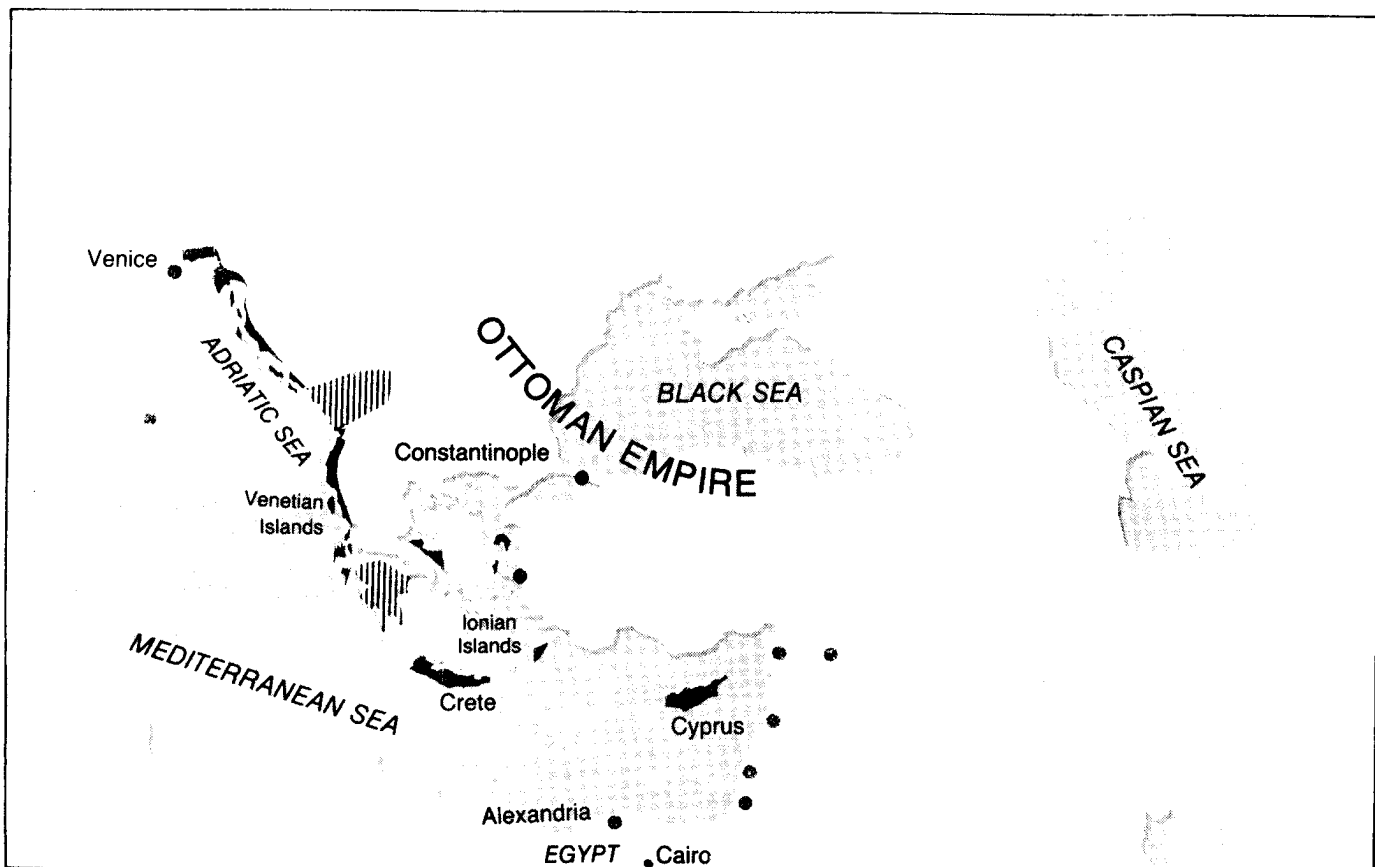 Venice
ADRIATIC SEA
OTTOMAN EMPIRE
BLACK SEA
CASPIAN SEA
Constantinople
Venetian
Islands
Ionian
Islands
MEDITERRANEAN SEA
Crete
Cyprus
Alexandria
EGYPT
Cairo